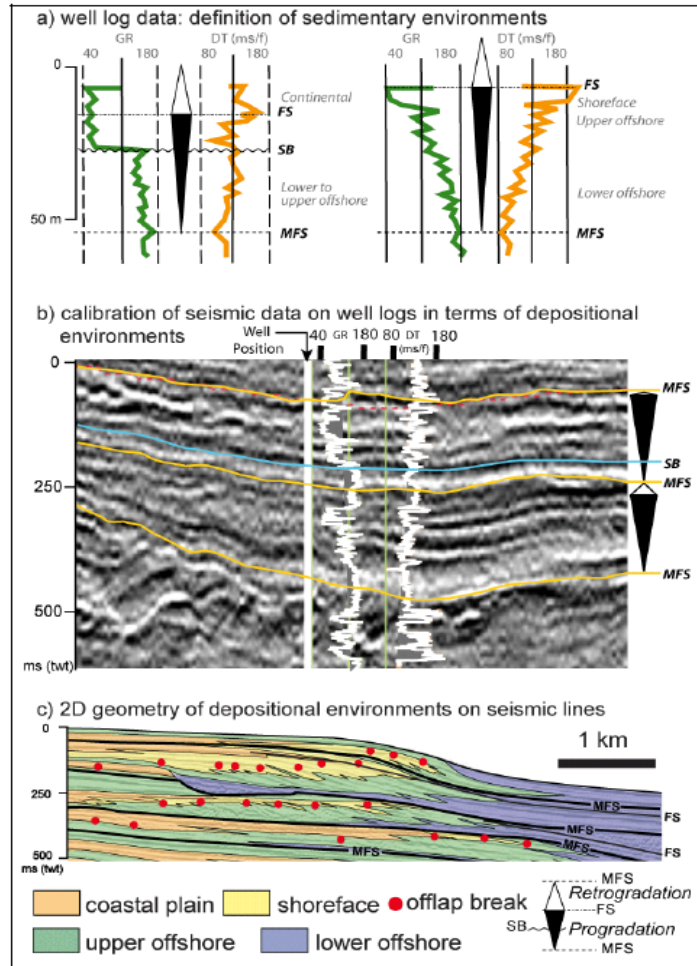 a) well log data: definition of sedimentary environments
GR DT (ms/f) GR DT (ms/f)
40 180 80 180 40 180 80 180
0
Continental
FS
SB
Lower to
upper offshore
50 m
MFS
FS
Shoreface
Upper offshore
Lower offshore
MFS
b) calibration of seismic data on well logs in terms of depositional
environments
Well
Position
40 GR 180 80 DT 180
(ms/f)
0
MFS
SB
250
MFS
MFS
500
ms (twt)
c) 2D geometry of depositional environments on seismic lines
0
1 km
250
MFS
FS
MFS
MFS
FS
500
(ms twt)
MFS
coastal plain shoreface offlap break
upper offshore lower offshore
MFS
Retrogradation
FS
SB Progradation
MFS